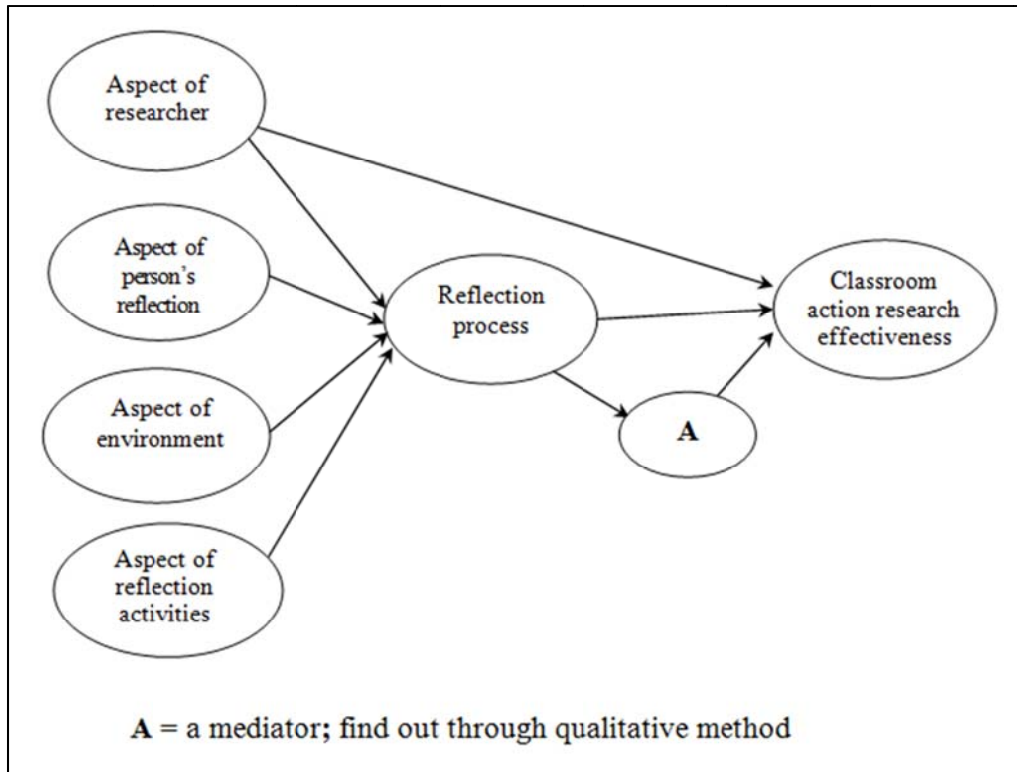 Aspect of
researcher
Aspect of
person's
reflection
Aspect of
environment
Aspect of
reflection
activities
Reflection
process
A
Classroom
action research
effectiveness
A = a mediator; find out through qualitative method